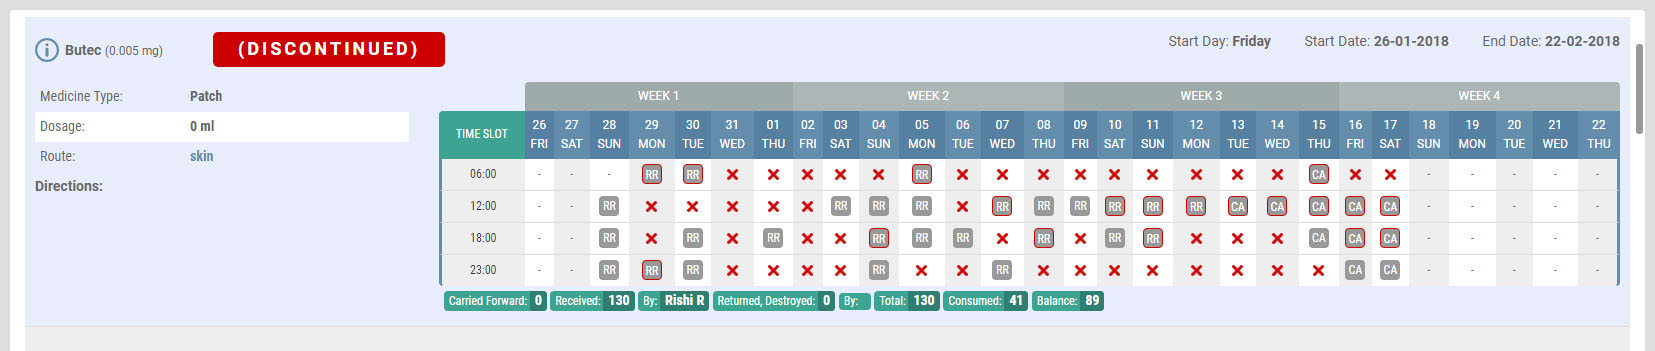 Butec (0.005 mg)
(DISCONTINUED)
Start Day: Friday Start Date: 26-01-2018 End Date: 22-02-2018
Medicine Type: Patch
Dosage: 0 ml
Route: skin
Directions:
WEEK 1 WEEK 2 WEEK 3 WEEK 4
TIME SLOT 26 27 28 29 30 31 01 02 03 04 05 06 07 08 09 10 11 12 13 14 15 16 17 18 19 20 21 22
FRI SAT SUN MON TUE WED THU FRI SAT SUN MON TUE WED THU FRI SAT SUN MON TUE WED THU FRI SAT SUN MON TUE WED THU
06:00 - - - RR RR RR CA - - - - -
12:00 - - RR RR RR RR RR RR RR RR RR RR CA CA CA CA CA - - - - -
18:00 - - RR RR RR RR RR RR RR RR RR CA CA CA - - - - -
23:00 - - RR RR RR RR RR CA CA - - - - -
Carried Forward: 0 Received: 130 By: Rishi R Returned, Destroyed: 0 By: Total: 130 Consumed: 41 Balance: 89